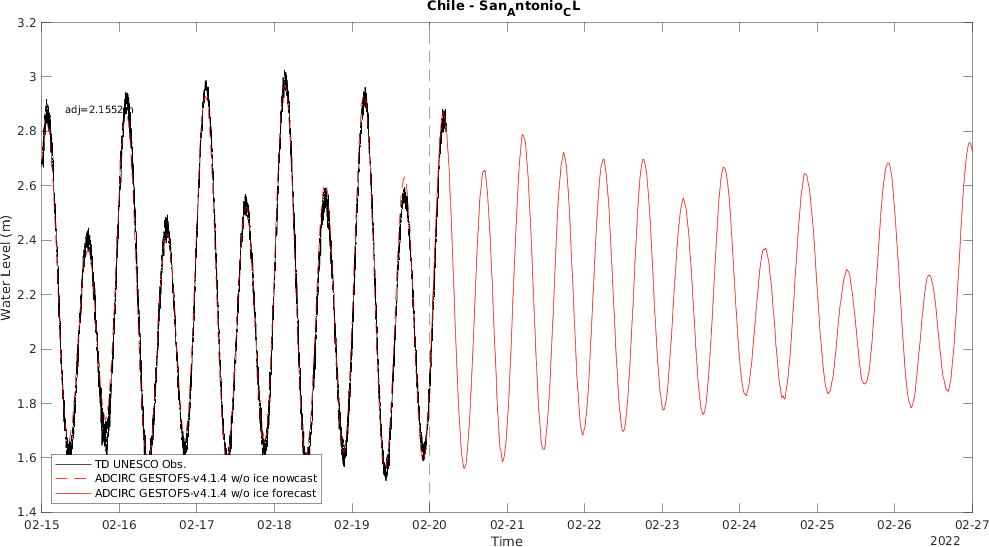 Chile - San_Antonio_CL
3.2
3
2.8
2.6
2.4
2.2
2
1.8
1.6
1.4
Water Level (m)
adj=2.1552m
TD UNESCO Obs.
ADCIRC GESTOFS-v4.1.4 w/o ice nowcast
ADCIRC GESTOFS-v4.1.4 w/o ice forecast
02-15 02-16 02-17 02-18 02-19 02-20 02-21 02-22 02-23 02-24 02-25 02-26 02-27
Time
2022